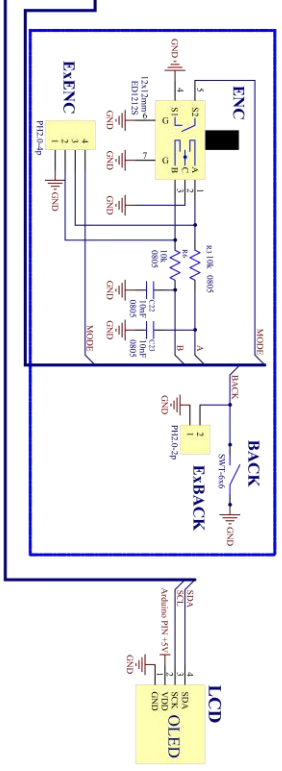 ENC
GND
5
4
S2
S1
12x12mm
ED1212S
G
G
7
A
C
B
1
2
3
GND
GND
GND
MODE
R3 10k 0805
R6
10k
0805
C22
10nF
0805
C23
10nF
0805
GND
GND
A
B
MODE
ExENC
4
3
2
1
PH2.0-4p
GND
BACK
BACK
SWT-6x6
GND
2
1
GND
PH2.0-2p
ExBACK
LCD
SDA
SCL
Arduino PIN +5V
GND
4
3
2
1
SDA
SCK
VDD
GND
OLED